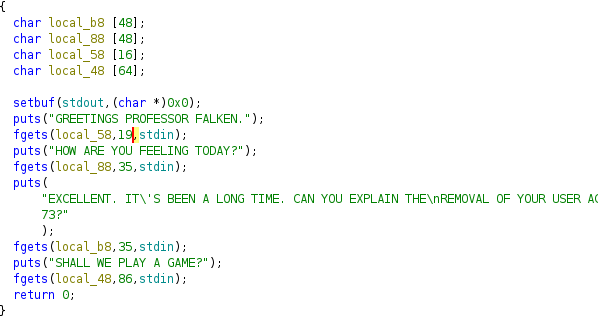 {
char local_b8 [48];
char local_88 [48];
char local_58 [16];
char local_48 [64];
setbuf(stdout,(char *)0x0);
puts("GREETINGS PROFESSOR FALKEN.");
fgets(local_58,19,stdin);
puts("HOW ARE YOU FEELING TODAY?");
fgets(local_88,35,stdin);
puts(
"EXCELLENT. IT\'S BEEN A LONG TIME. CAN YOU EXPLAIN THE\nREMOVAL OF YOUR USER AC
73?"
);
fgets(local_b8,35,stdin);
puts("SHALL WE PLAY A GAME?");
fgets(local_48,86,stdin);
return 0;
}